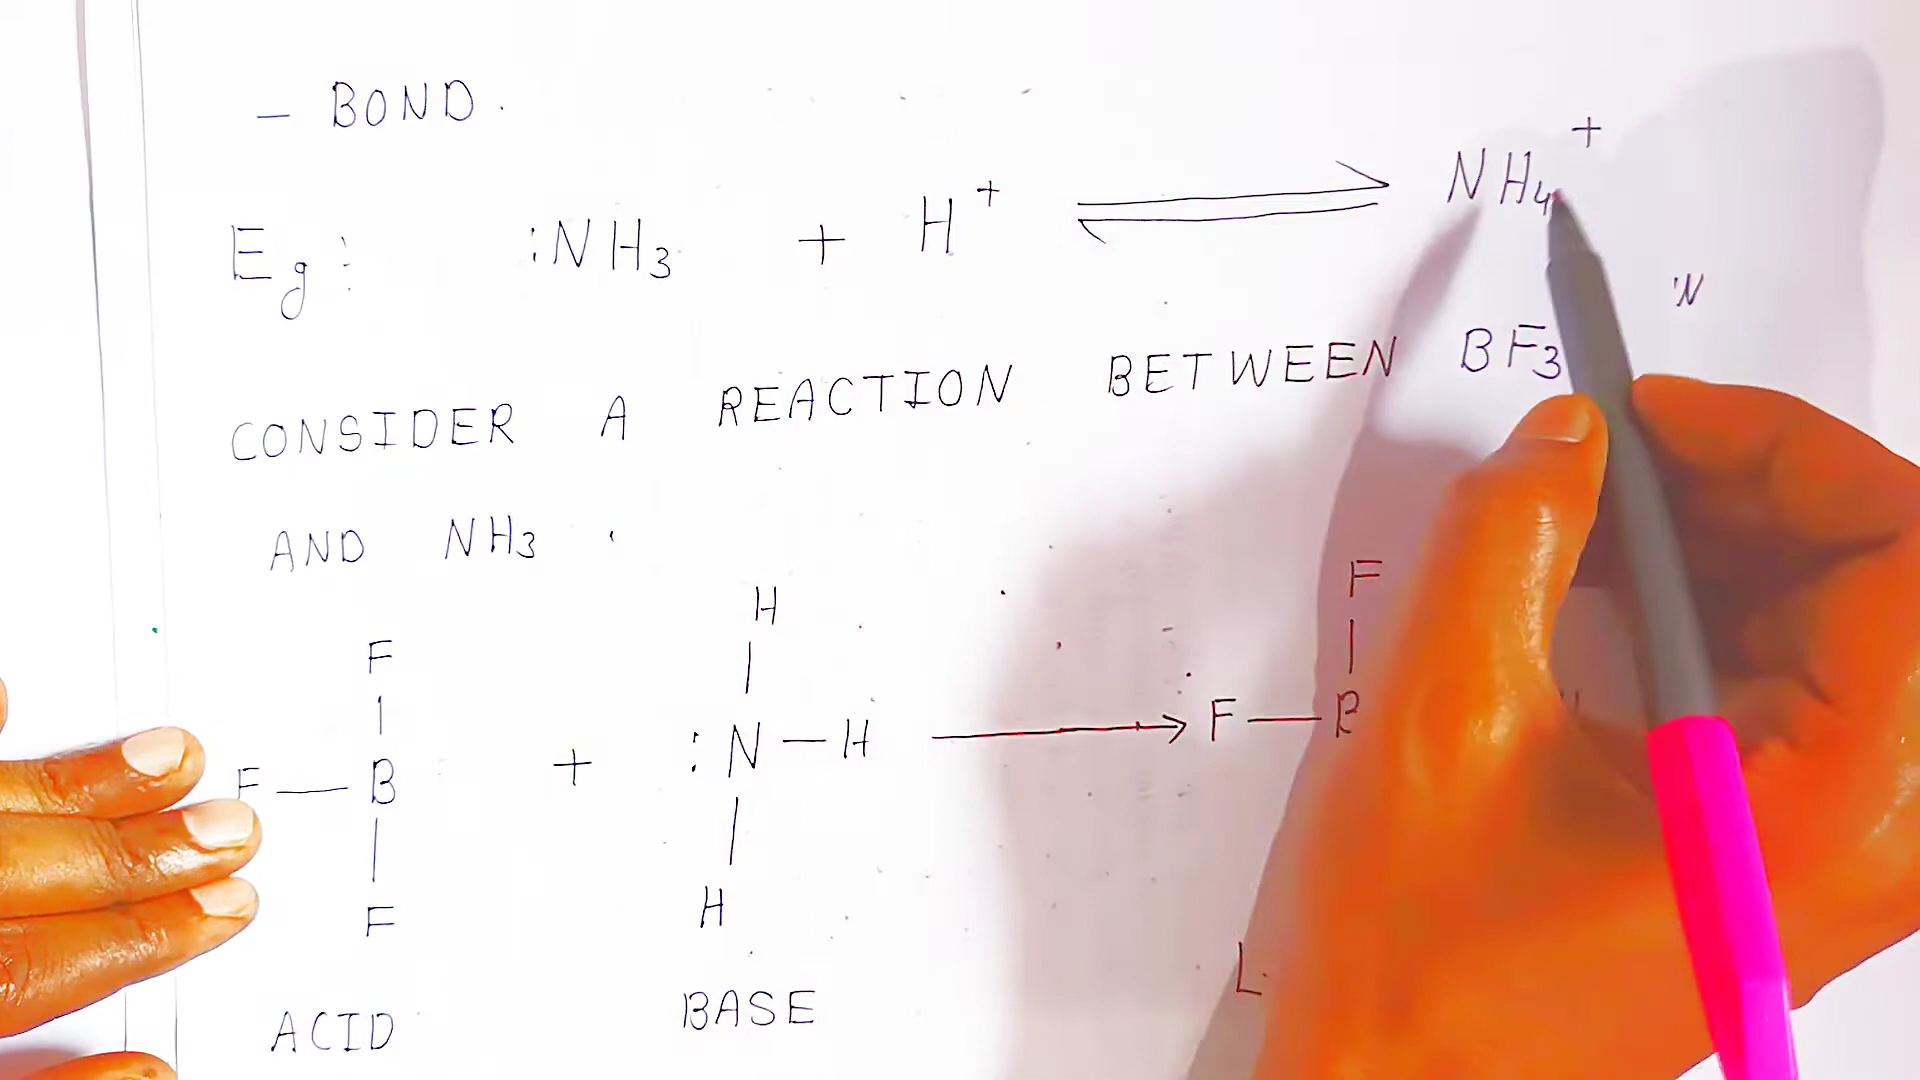 - BOND.
Eg: :NH3 + H+ ⇌ NH4+
CONSIDER A REACTION BETWEEN BF3
AND NH3.
F H F
| | |
F — B + :N — H → F — B
| |
F H
ACID BASE